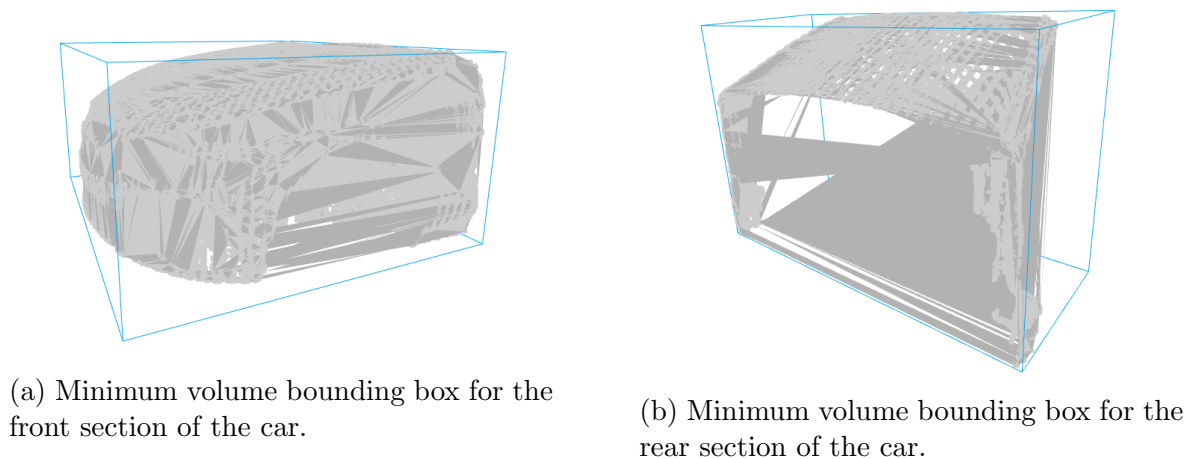 (a) Minimum volume bounding box for the
front section of the car.
(b) Minimum volume bounding box for the
rear section of the car.